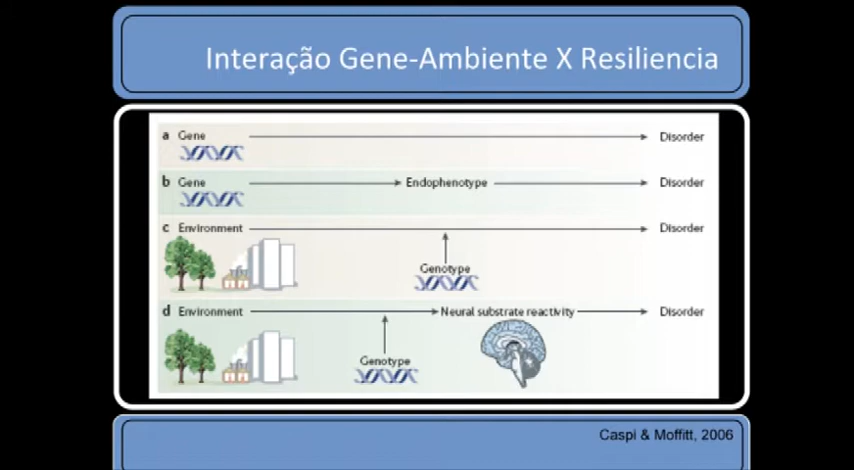 Interação Gene-Ambiente X Resiliencia
a Gene Disorder
b Gene Endophenotype Disorder
c Environment Disorder
Genotype
d Environment Neural substrate reactivity Disorder
Genotype
Caspi & Moffitt, 2006